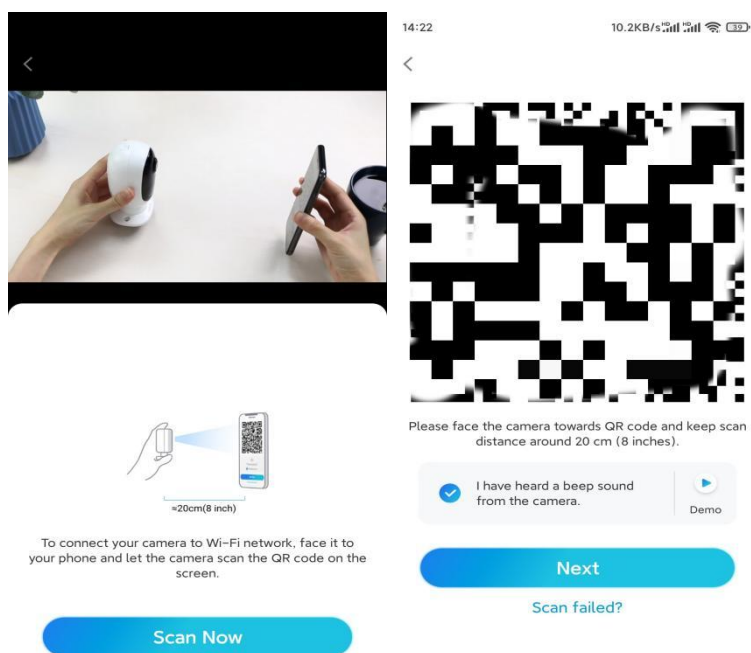 ≈20cm(8 inch)
To connect your camera to Wi-Fi network, face it to
your phone and let the camera scan the QR code on the
screen.
Scan Now
14:22
10.2KB/s HD HD 39
Please face the camera towards QR code and keep scan
distance around 20 cm (8 inches).
I have heard a beep sound
from the camera.
Demo
Next
Scan failed?